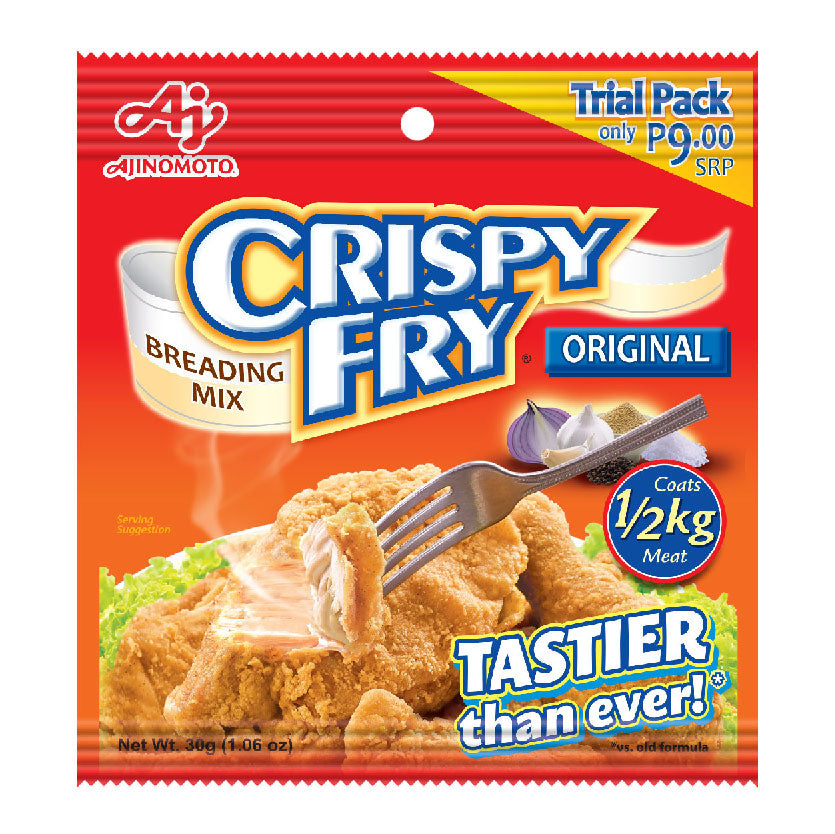 Aj
AJINOMOTO®
Trial Pack
only P9.00
SRP
CRISPY
FRY®
BREADING
MIX
ORIGINAL
Coats
1/2kg
Meat
Serving
Suggestion
TASTIER
than ever!*
Net Wt. 30g (1.06 oz)
*vs. old formula